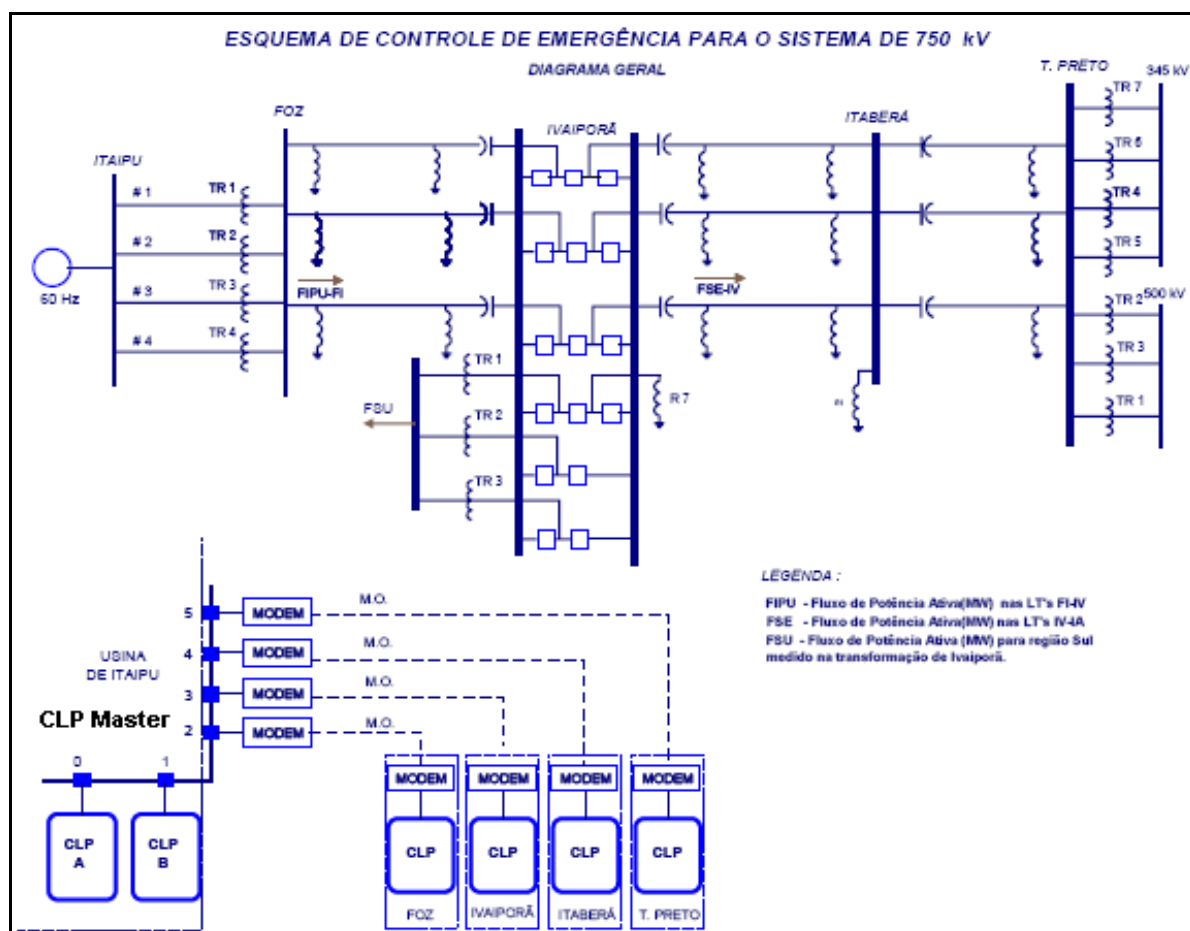 ESQUEMA DE CONTROLE DE EMERGÊNCIA PARA O SISTEMA DE 750 kV
DIAGRAMA GERAL
T. PRETO
345 kV
TR 7
FOZ
IVAIPORÃ
ITABERÁ
ITAIPU
TR 6
# 1
TR 1
TR 4
# 2
TR 2
TR 5
60 Hz
# 3
TR 3
FIPU-FI
FSE-IV
TR 2
500 kV
# 4
TR 4
TR 3
TR 1
R 7
TR 1
FSU
TR 2
TR 3
LEGENDA :
FIPU - Fluxo de Potência Ativa(MW) nas LT's FI-IV
FSE - Fluxo de Potência Ativa(MW) nas LT's IV-IA
FSU - Fluxo de Potência Ativa (MW) para região Sul
medido na transformação de Ivaiporã.
5
MODEM
M.O.
USINA
DE ITAIPU
4
MODEM
M.O.
3
MODEM
CLP Master
2
MODEM
M.O.
0
1
MODEM
MODEM
MODEM
MODEM
CLP
A
CLP
B
CLP
CLP
CLP
CLP
FOZ
IVAIPORÃ
ITABERÁ
T. PRETO